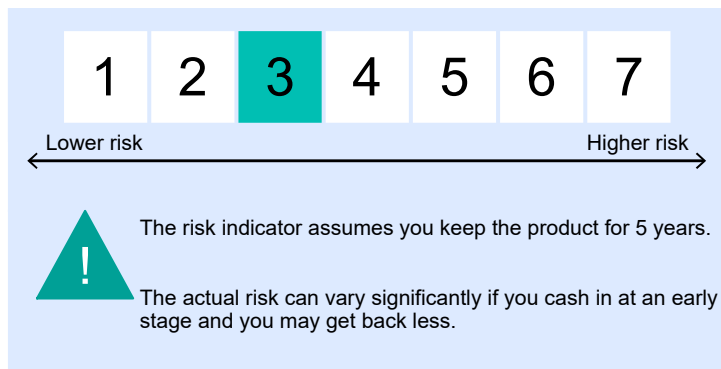 1 2 3 4 5 6 7
Lower risk Higher risk
The risk indicator assumes you keep the product for 5 years.
!
The actual risk can vary significantly if you cash in at an early
stage and you may get back less.